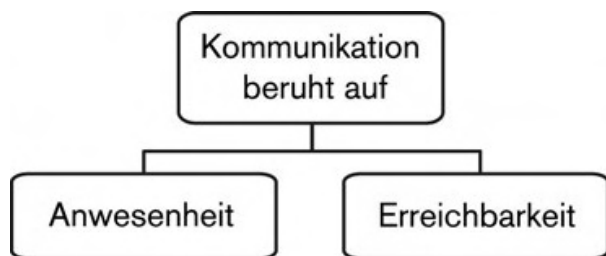 Kommunikation
beruht auf
Anwesenheit
Erreichbarkeit